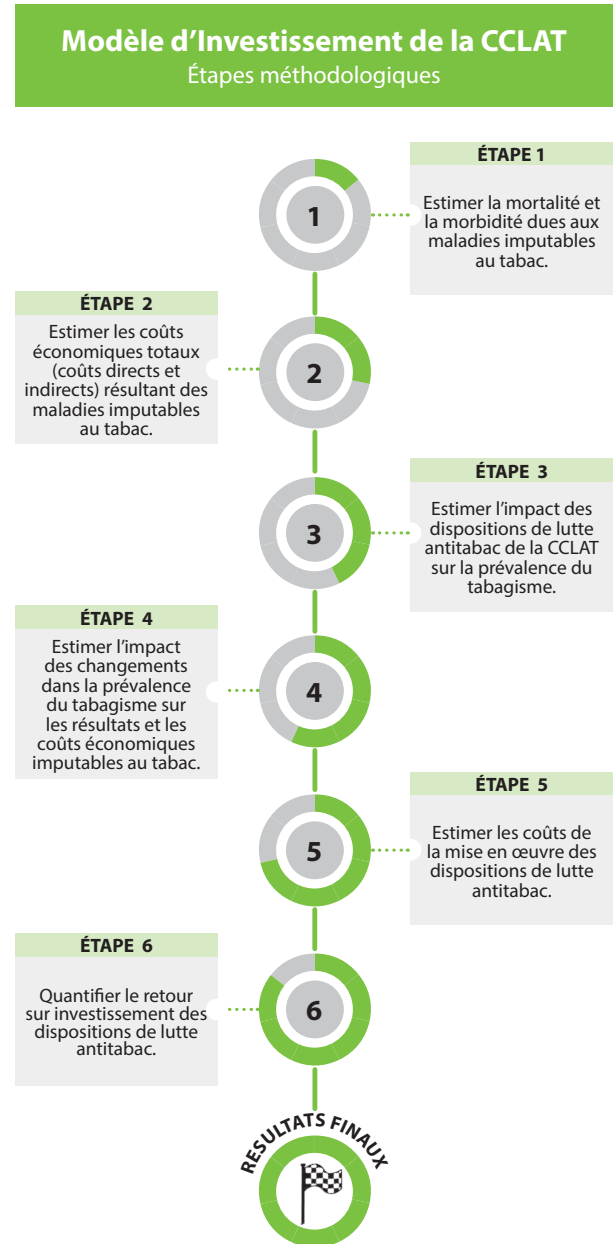 Modèle d'Investissement de la CCLAT
Étapes méthodologiques
1
ÉTAPE 1
Estimer la mortalité et
la morbidité dues aux
maladies imputables
au tabac.
ÉTAPE 2
Estimer les coûts
économiques totaux
(coûts directs et
indirects) résultant des
maladies imputables
au tabac.
2
3
ÉTAPE 3
Estimer l'impact des
dispositions de lutte
antitabac de la CCLAT
sur la prévalence du
tabagisme.
ÉTAPE 4
Estimer l'impact
des changements
dans la prévalence
du tabagisme sur
les résultats et les
coûts économiques
imputables au tabac.
4
5
ÉTAPE 5
Estimer les coûts de
la mise en œuvre des
dispositions de lutte
antitabac.
ÉTAPE 6
Quantifier le retour
sur investissement des
dispositions de lutte
antitabac.
6
RESULTATS FINAUX